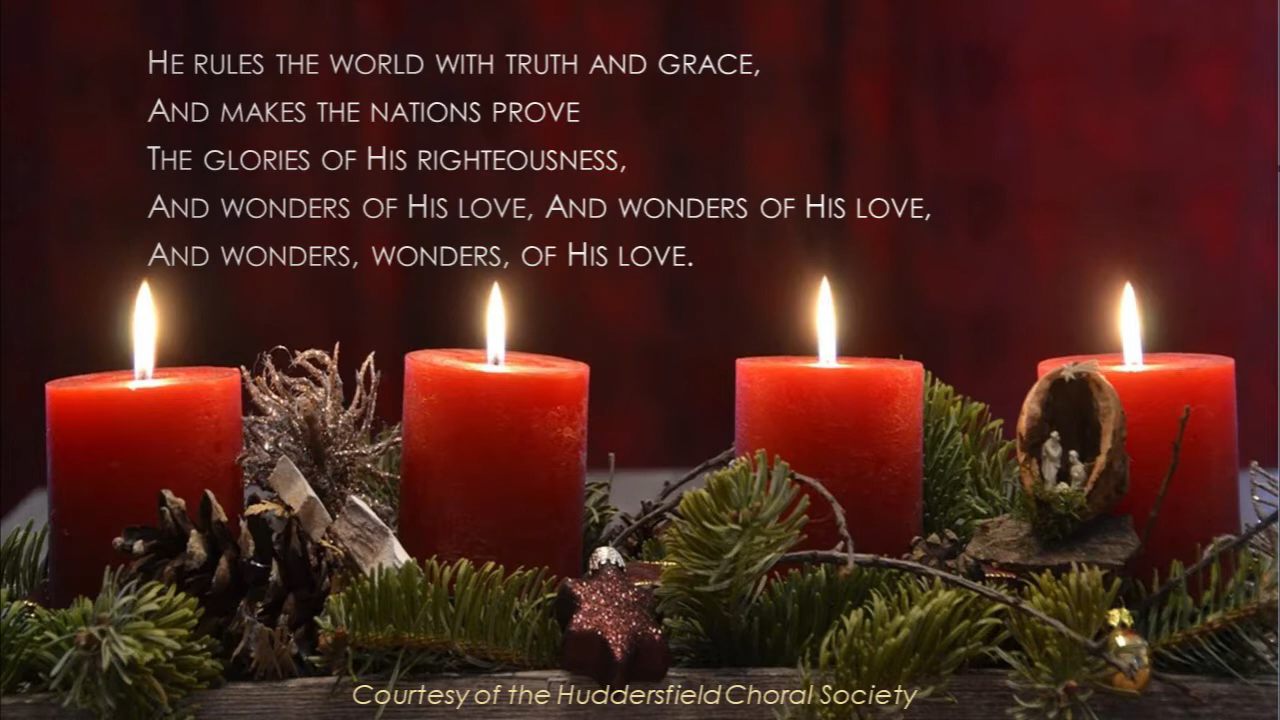 He rules the world with truth and grace,
And makes the nations prove
The glories of His righteousness,
And wonders of His love, And wonders of His love,
And wonders, wonders, of His love.
Courtesy of the Huddersfield Choral Society